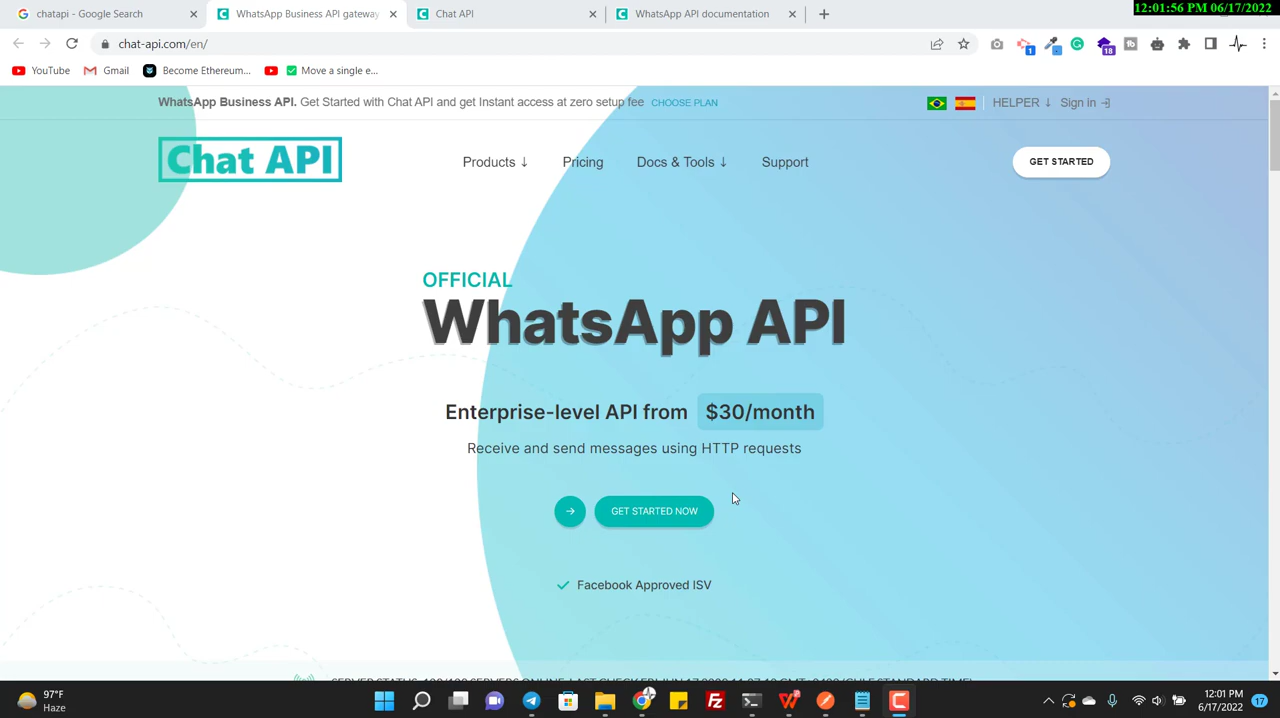 12:01:56 PM 06/17/2022
chatapi - Google Search
WhatsApp Business API gateway
Chat API
WhatsApp API documentation
chat-api.com/en/
1
18
YouTube
Gmail
Become Ethereum...
Move a single e...
WhatsApp Business API. Get Started with Chat API and get Instant access at zero setup fee CHOOSE PLAN
HELPER ↓ Sign in
Chat API
Products ↓
Pricing
Docs & Tools ↓
Support
GET STARTED
OFFICIAL
WhatsApp API
Enterprise-level API from $30/month
Receive and send messages using HTTP requests
GET STARTED NOW
Facebook Approved ISV
97°F
Haze
12:01 PM
6/17/2022
17